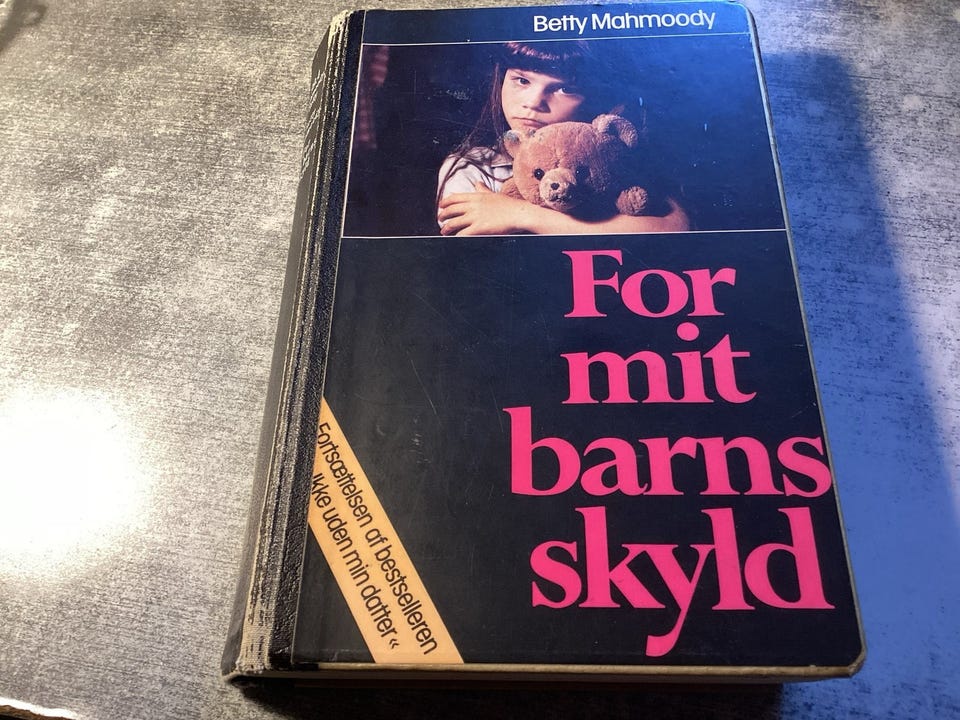 Betty Mahmoody
For
mit
barns
skyld
Fortsættelsen af bestselleren
Ikke uden min datter«